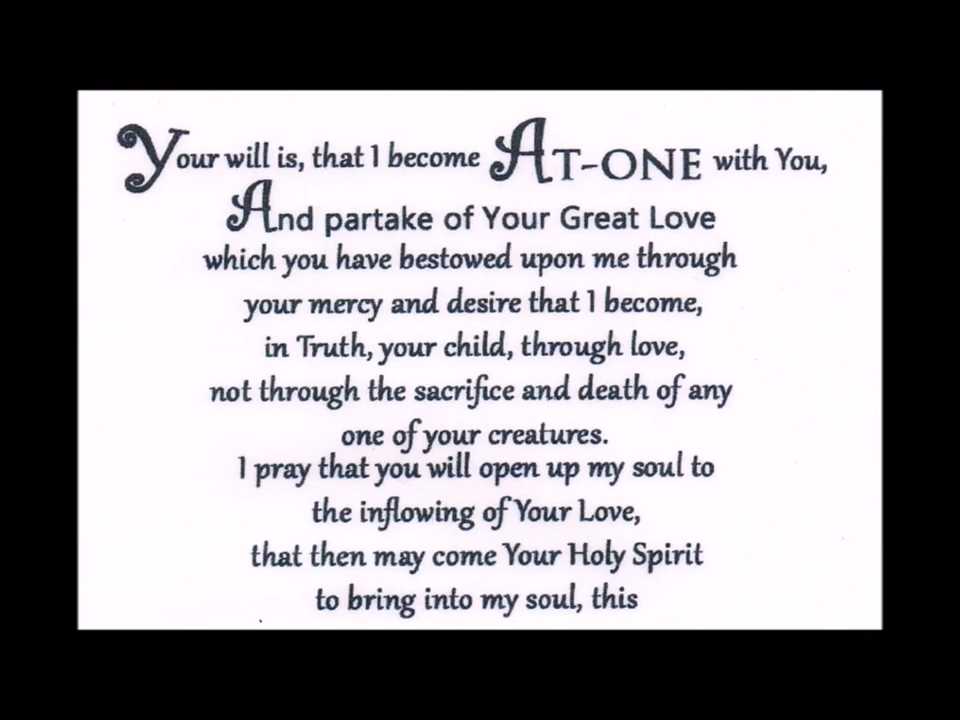 Your will is, that I become At-one with You,
And partake of Your Great Love
which you have bestowed upon me through
your mercy and desire that I become,
in Truth, your child, through love,
not through the sacrifice and death of any
one of your creatures.
I pray that you will open up my soul to
the inflowing of Your Love,
that then may come Your Holy Spirit
to bring into my soul, this